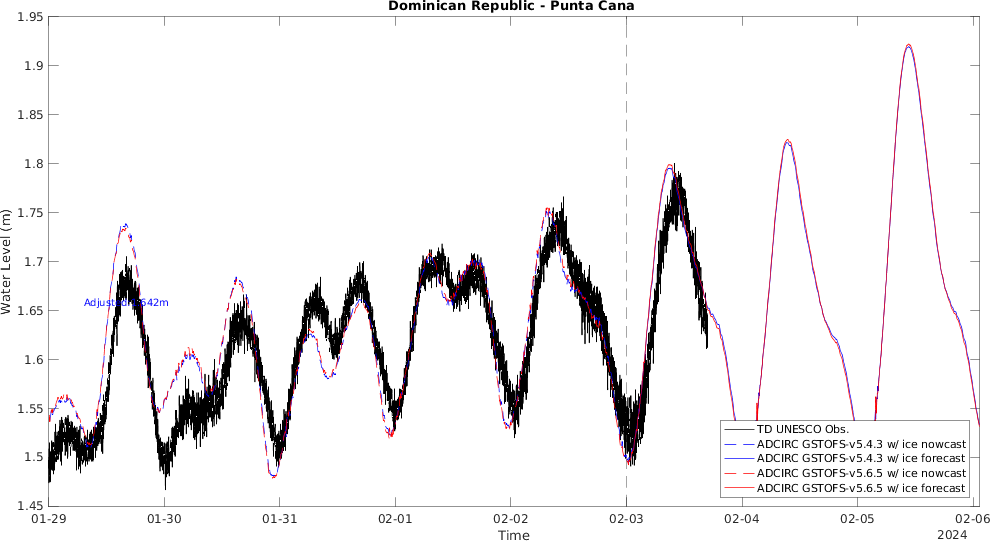 Dominican Republic - Punta Cana
1.95
1.9
1.85
1.8
1.75
1.7
1.65
1.6
1.55
1.5
1.45
Water Level (m)
01-29
01-30
01-31
02-01
02-02
02-03
02-04
02-05
02-06
Time
2024
TD UNESCO Obs.
ADCIRC GSTOFS-v5.4.3 w/ ice nowcast
ADCIRC GSTOFS-v5.4.3 w/ ice forecast
ADCIRC GSTOFS-v5.6.5 w/ ice nowcast
ADCIRC GSTOFS-v5.6.5 w/ ice forecast